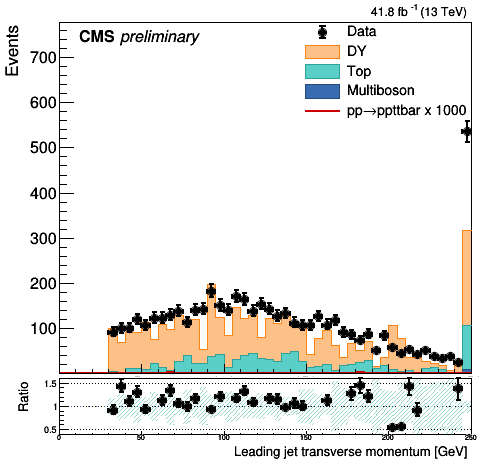 41.8 fb⁻¹ (13 TeV)
CMS preliminary
Data
DY
Top
Multiboson
pp→ppttbar x 1000
Events
700
600
500
400
300
200
100
Ratio
1.5
1
0.5
0 50 100 150 200 250
Leading jet transverse momentum [GeV]